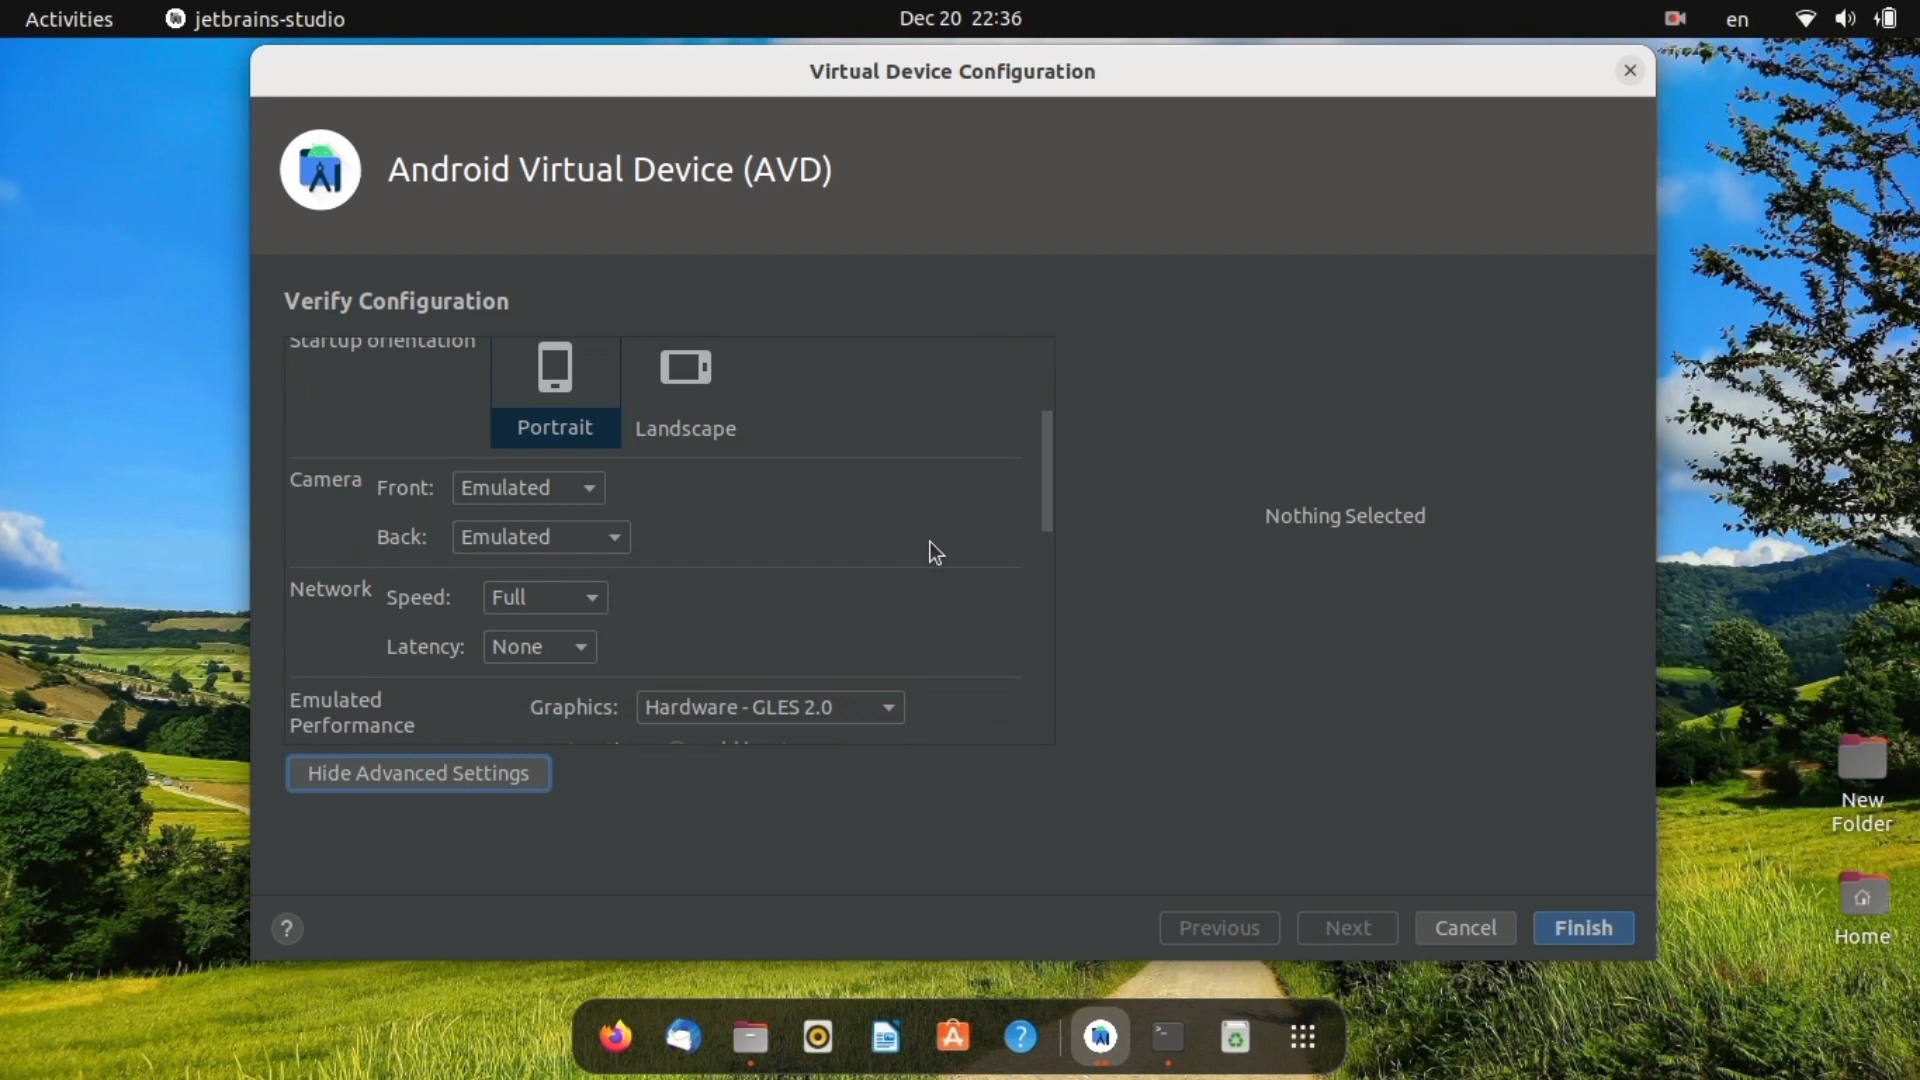 Activities
jetbrains-studio
Dec 20 22:36
en
Virtual Device Configuration
Android Virtual Device (AVD)
Verify Configuration
Startup orientation
Portrait
Landscape
Camera
Front:
Emulated
Back:
Emulated
Nothing Selected
Network
Speed:
Full
Latency:
None
Emulated
Performance
Graphics:
Hardware - GLES 2.0
Hide Advanced Settings
?
Previous
Next
Cancel
Finish
New
Folder
Home